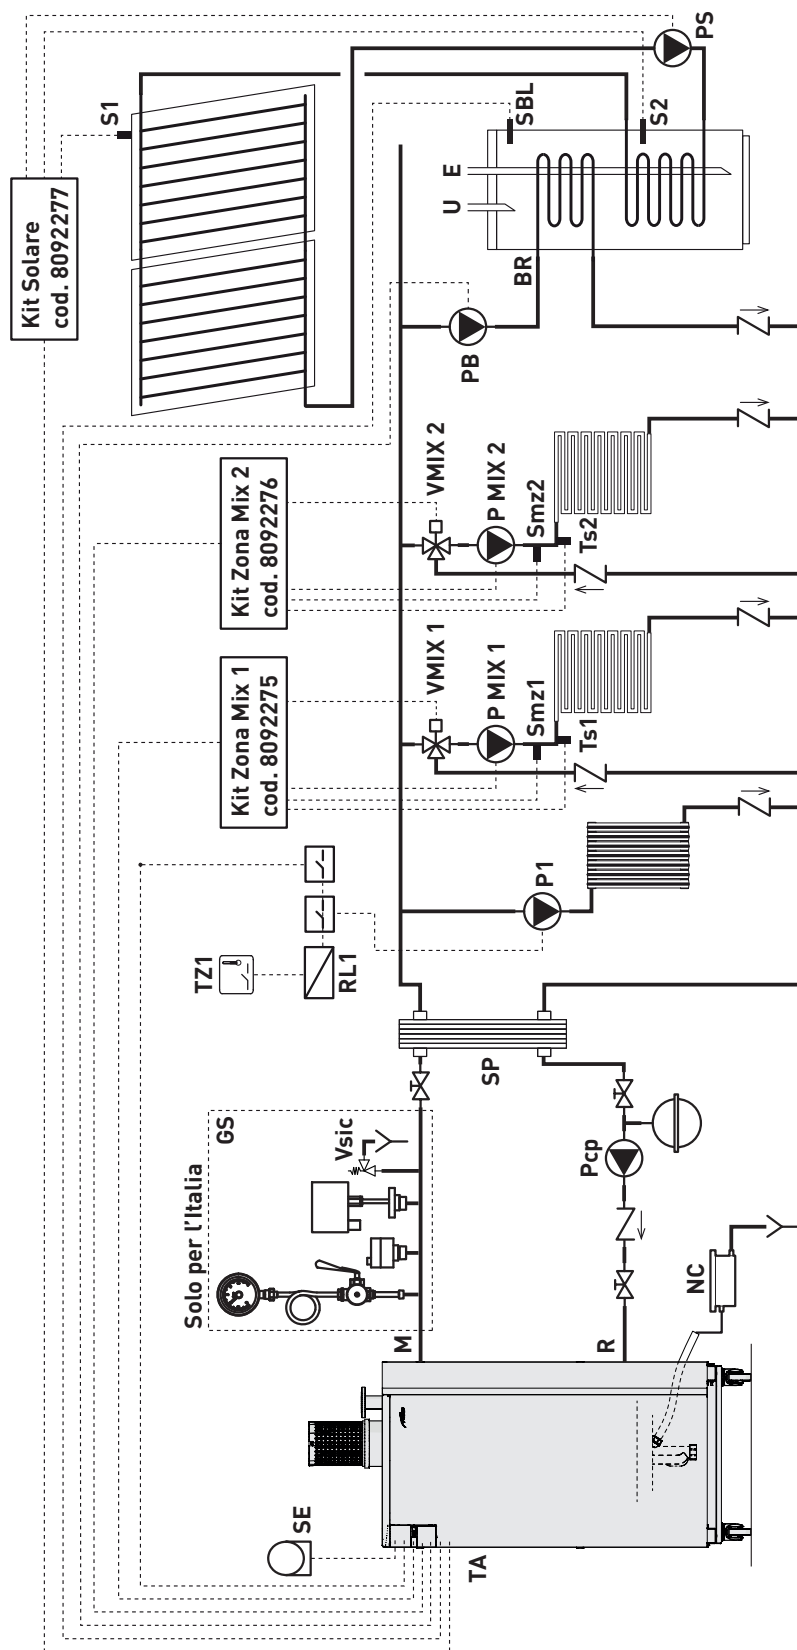 Kit Solare
cod. 8092277
S1
PS
SBL
S2
E
U
BR
PB
Kit Zona Mix 2
cod. 8092276
VMIX 2
P MIX 2
Smz2
Ts2
Kit Zona Mix 1
cod. 8092275
VMIX 1
P MIX 1
Smz1
Ts1
TZ1
RL1
P1
SP
Solo per l'Italia
GS
Vsic
Pcp
NC
M
R
SE
TA